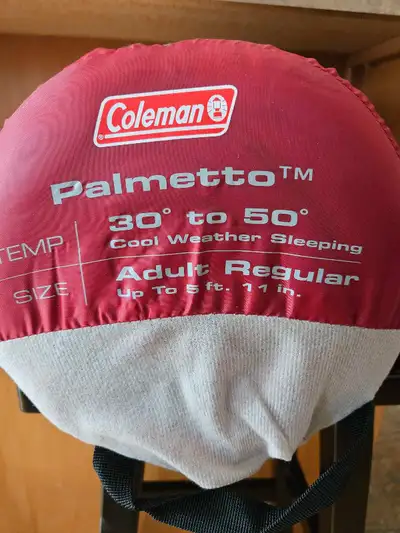 Coleman
Palmetto™
TEMP
30° to 50°
Cool Weather Sleeping
SIZE
Adult Regular
Up To 5 ft. 11 in.